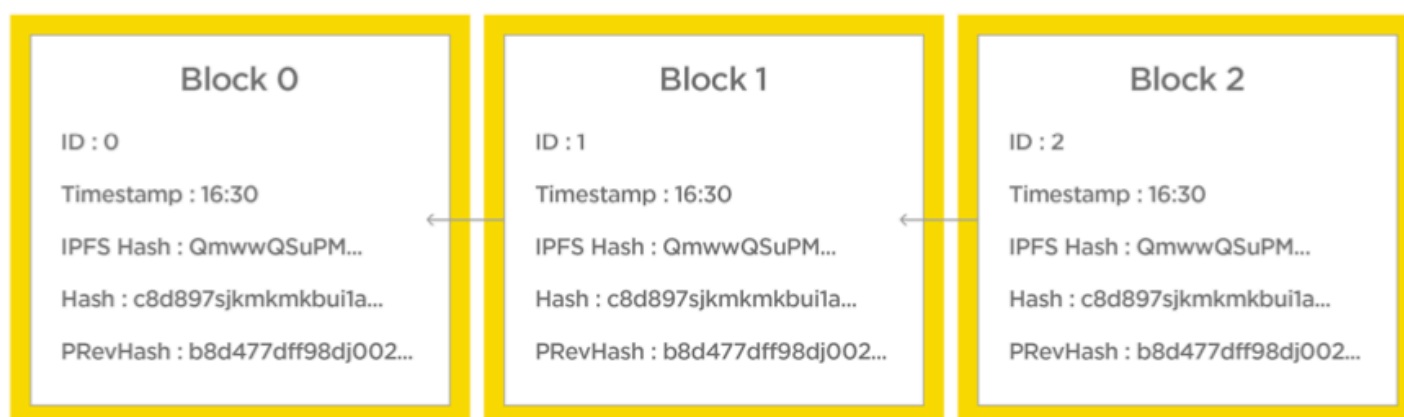 Block 0
ID : 0
Timestamp : 16:30
IPFS Hash : QmwwQSuPM...
Hash : c8d897sjkmkmkbui1a...
PRevHash : b8d477dff98dj002...
Block 1
ID : 1
Timestamp : 16:30
IPFS Hash : QmwwQSuPM...
Hash : c8d897sjkmkmkbui1a...
PRevHash : b8d477dff98dj002...
Block 2
ID : 2
Timestamp : 16:30
IPFS Hash : QmwwQSuPM...
Hash : c8d897sjkmkmkbui1a...
PRevHash : b8d477dff98dj002...